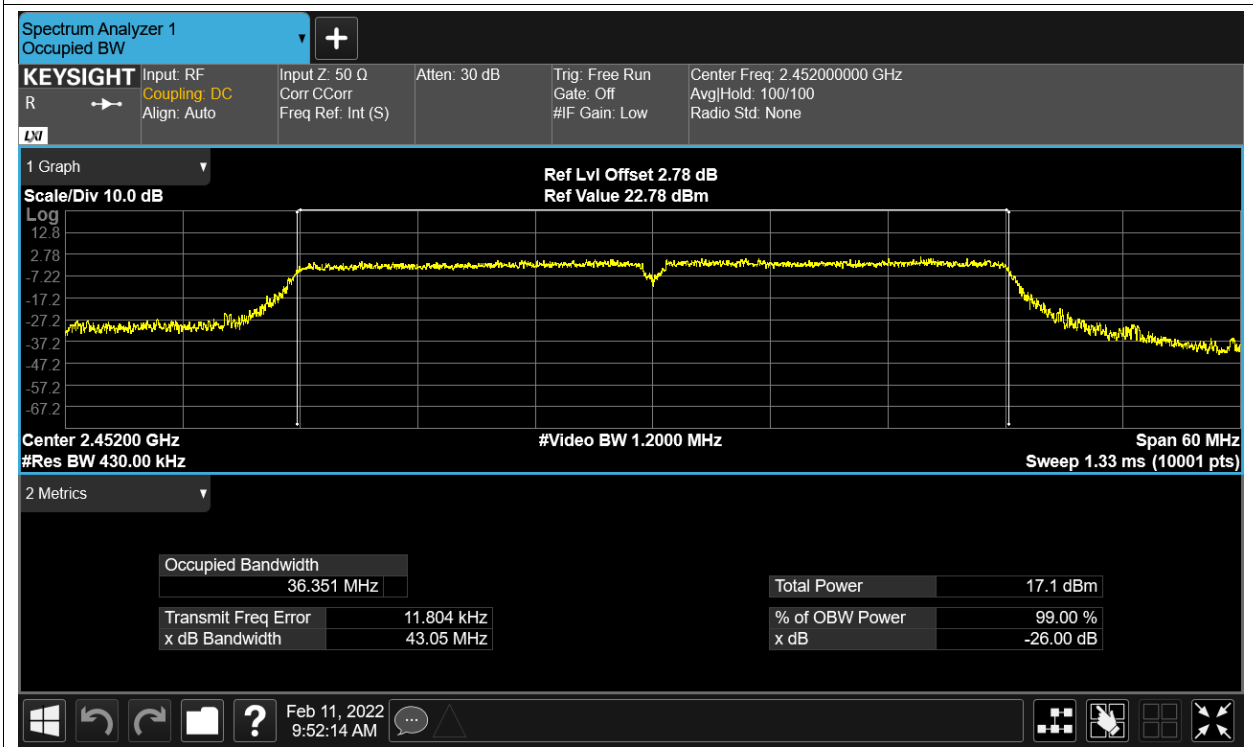 Spectrum Analyzer 1
Occupied BW
KEYSIGHT Input: RF Input Z: 50 Ω Atten: 30 dB Trig: Free Run Center Freq: 2.452000000 GHz
R Coupling: DC Corr CCorr Gate: Off Avg|Hold: 100/100
Align: Auto Freq Ref: Int (S) #IF Gain: Low Radio Std: None
LXI
1 Graph
Ref Lvl Offset 2.78 dB
Scale/Div 10.0 dB Ref Value 22.78 dBm
Log
12.8
2.78
-7.22
-17.2
-27.2
-37.2
-47.2
-57.2
-67.2
Center 2.45200 GHz #Video BW 1.2000 MHz Span 60 MHz
#Res BW 430.00 kHz Sweep 1.33 ms (10001 pts)
2 Metrics
Occupied Bandwidth
36.351 MHz Total Power 17.1 dBm
Transmit Freq Error 11.804 kHz % of OBW Power 99.00 %
x dB Bandwidth 43.05 MHz x dB -26.00 dB
? Feb 11, 2022
9:52:14 AM